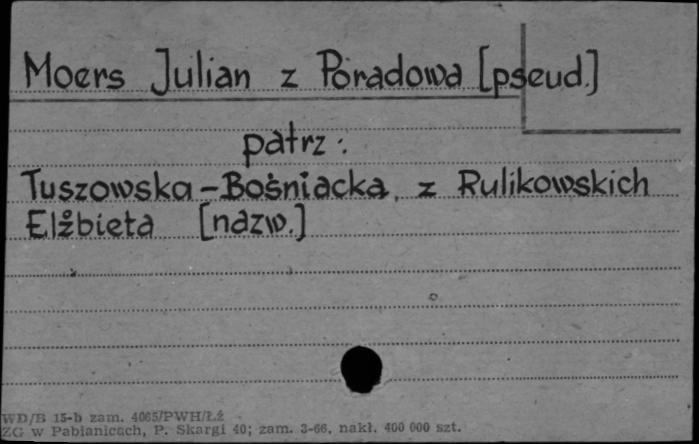 Moers Julian z Poradowa [pseud.]
patrz:
Tuszowska-Bośniacka, z Rulikowskich
Elżbieta [nazw.]
WD/B 15-b zam. 4065/PWH/Łż
ZG w Pabianicach, P. Skargi 40; zam. 3-66, nakł. 400 000 szt.